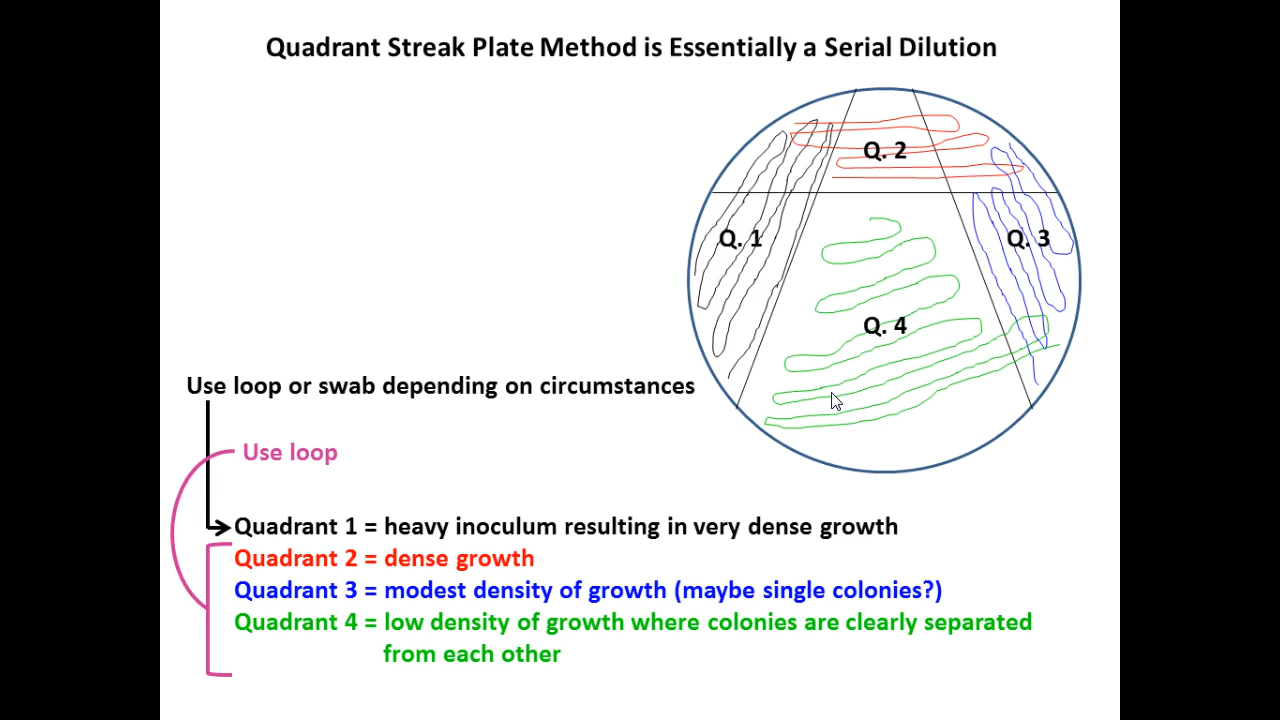 Quadrant Streak Plate Method is Essentially a Serial Dilution
Q. 2
Q. 1
Q. 3
Q. 4
Use loop or swab depending on circumstances
Use loop
Quadrant 1 = heavy inoculum resulting in very dense growth
Quadrant 2 = dense growth
Quadrant 3 = modest density of growth (maybe single colonies?)
Quadrant 4 = low density of growth where colonies are clearly separated
from each other